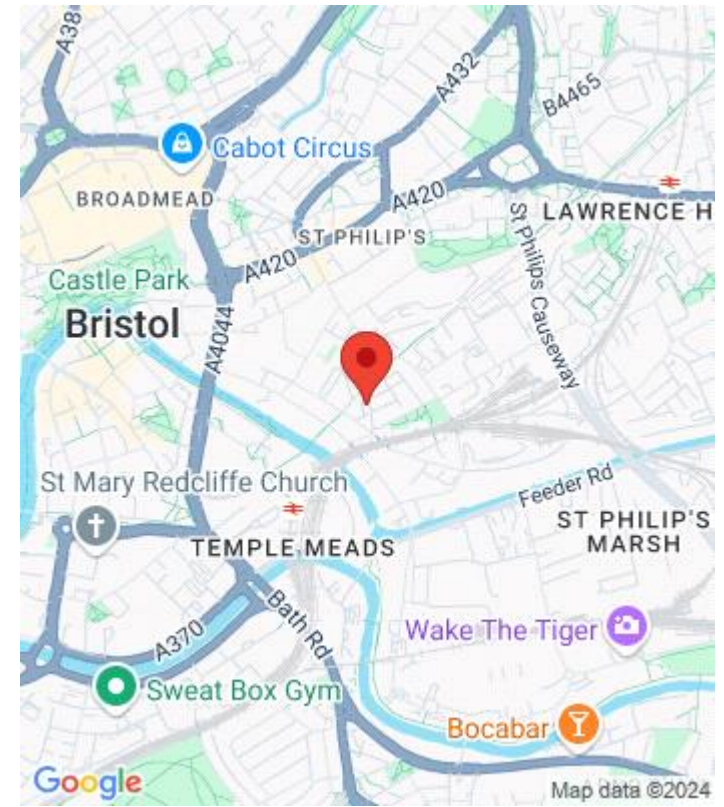 A38
A432
B4465
Cabot Circus
BROADMEAD
A420
LAWRENCE H
St Philips Causeway
ST PHILIP'S
A420
Castle Park
Bristol
A4044
St Mary Redcliffe Church
Feeder Rd
ST PHILIP'S
MARSH
TEMPLE MEADS
Bath Rd
A370
Wake The Tiger
Sweat Box Gym
Bocabar
Google
Map data ©2024